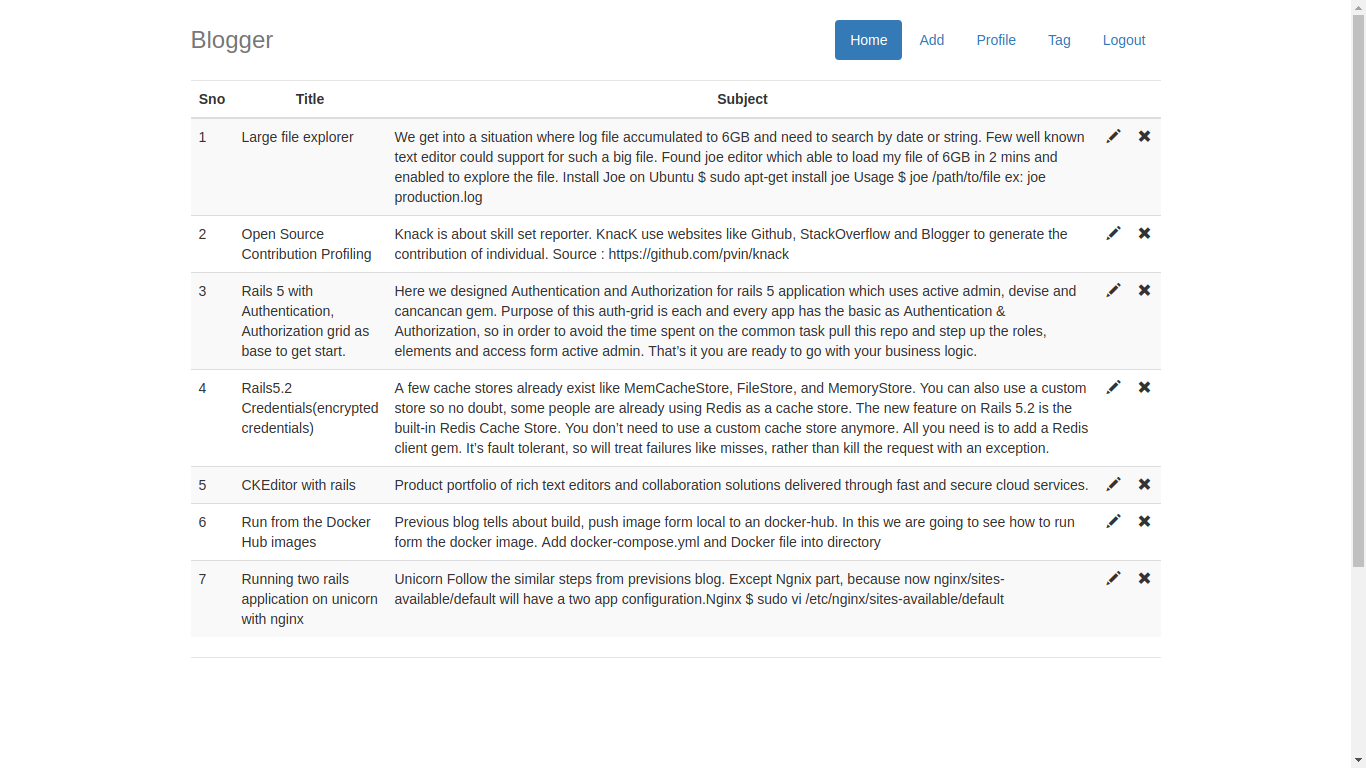 Blogger
Home Add Profile Tag Logout
Sno Title Subject
1 Large file explorer We get into a situation where log file accumulated to 6GB and need to search by date or string. Few well known
text editor could support for such a big file. Found joe editor which able to load my file of 6GB in 2 mins and
enabled to explore the file. Install Joe on Ubuntu $ sudo apt-get install joe Usage $ joe /path/to/file ex: joe
production.log
2 Open Source Knack is about skill set reporter. KnacK use websites like Github, StackOverflow and Blogger to generate the
Contribution Profiling contribution of individual. Source : https://github.com/pvin/knack
3 Rails 5 with Here we designed Authentication and Authorization for rails 5 application which uses active admin, devise and
Authentication, cancancan gem. Purpose of this auth-grid is each and every app has the basic as Authentication &
Authorization grid as Authorization, so in order to avoid the time spent on the common task pull this repo and step up the roles,
base to get start. elements and access form active admin. That’s it you are ready to go with your business logic.
4 Rails5.2 A few cache stores already exist like MemCacheStore, FileStore, and MemoryStore. You can also use a custom
Credentials(encrypted store so no doubt, some people are already using Redis as a cache store. The new feature on Rails 5.2 is the
credentials) built-in Redis Cache Store. You don’t need to use a custom cache store anymore. All you need is to add a Redis
client gem. It’s fault tolerant, so will treat failures like misses, rather than kill the request with an exception.
5 CKEditor with rails Product portfolio of rich text editors and collaboration solutions delivered through fast and secure cloud services.
6 Run from the Docker Previous blog tells about build, push image form local to an docker-hub. In this we are going to see how to run
Hub images form the docker image. Add docker-compose.yml and Docker file into directory
7 Running two rails Unicorn Follow the similar steps from previsions blog. Except Ngnix part, because now nginx/sites-
application on unicorn available/default will have a two app configuration.Nginx $ sudo vi /etc/nginx/sites-available/default
with nginx